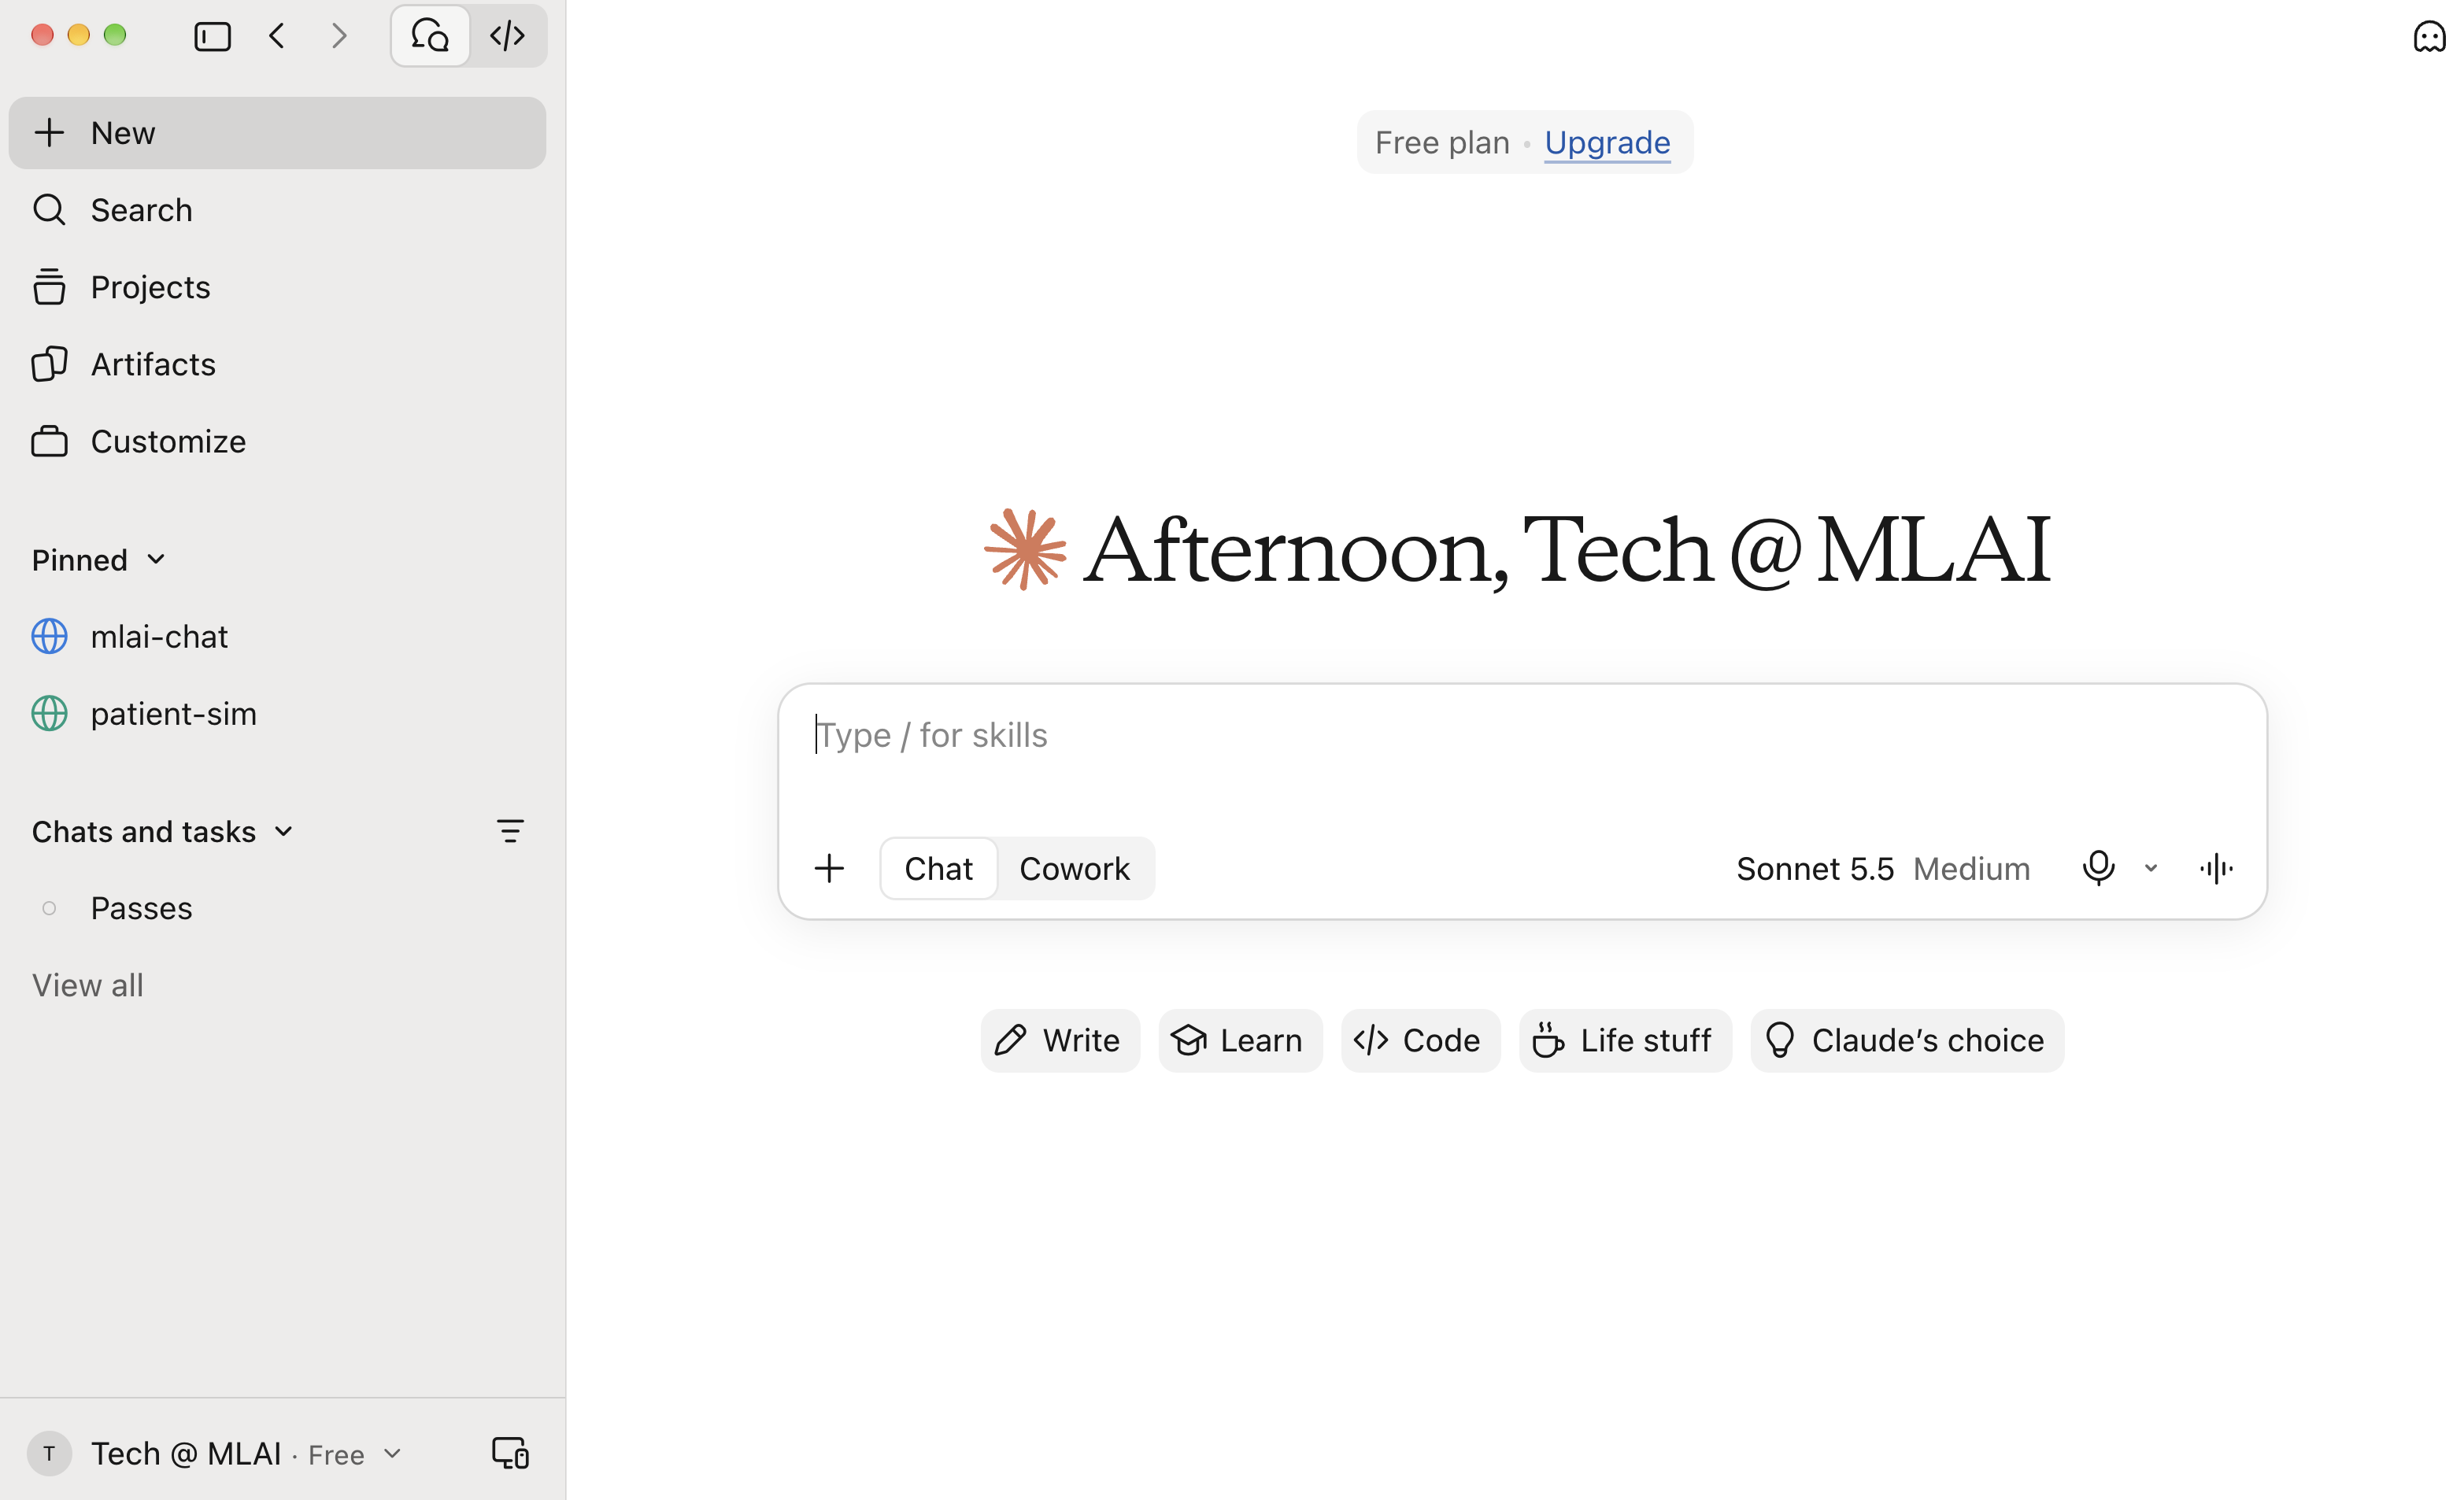 New
Search
Projects
Artifacts
Customize
Pinned
mlai-chat
patient-sim
Chats and tasks
Passes
View all
T Tech @ MLAI · Free
Free plan • Upgrade
Afternoon, Tech @ MLAI
Type / for skills
Chat Cowork Sonnet 5.5 Medium
Write Learn Code Life stuff Claude’s choice